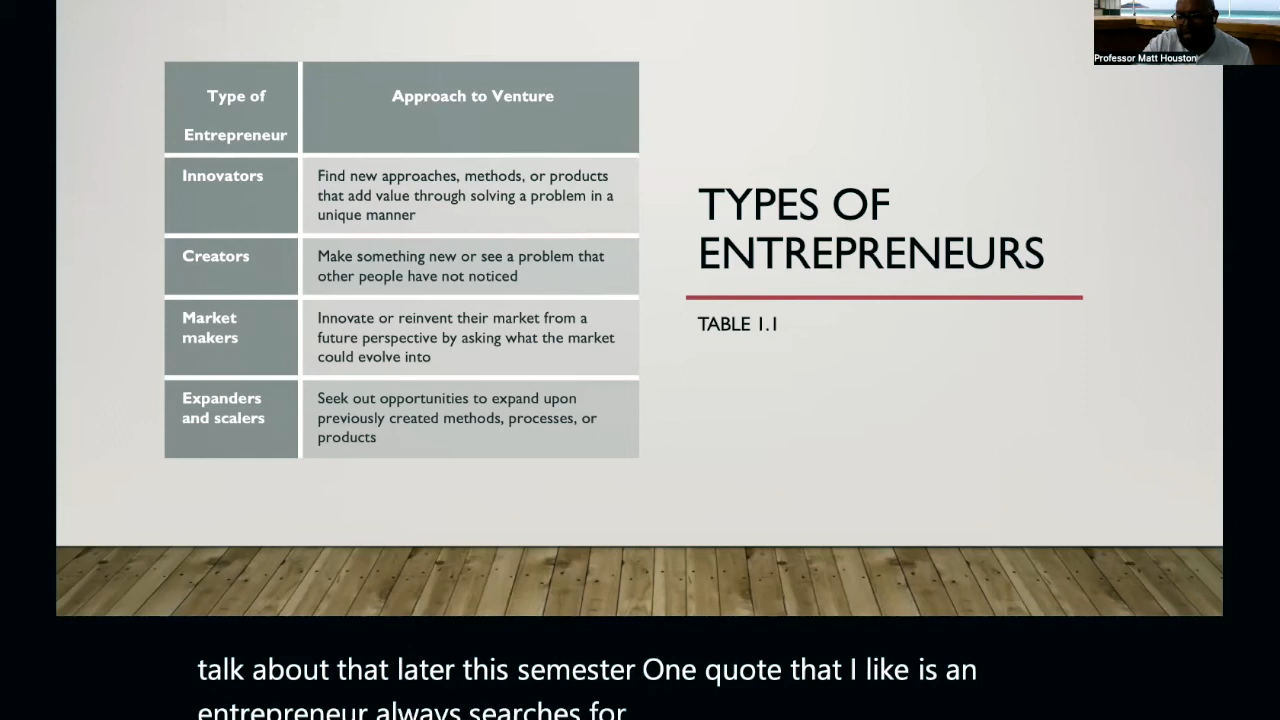 Professor Matt Houston
Type of
Entrepreneur
Approach to Venture
Innovators
Find new approaches, methods, or products
that add value through solving a problem in a
unique manner
Creators
Make something new or see a problem that
other people have not noticed
Market
makers
Innovate or reinvent their market from a
future perspective by asking what the market
could evolve into
Expanders
and scalers
Seek out opportunities to expand upon
previously created methods, processes, or
products
TYPES OF
ENTREPRENEURS
TABLE 1.1
talk about that later this semester One quote that I like is an
entrepreneur always searches for